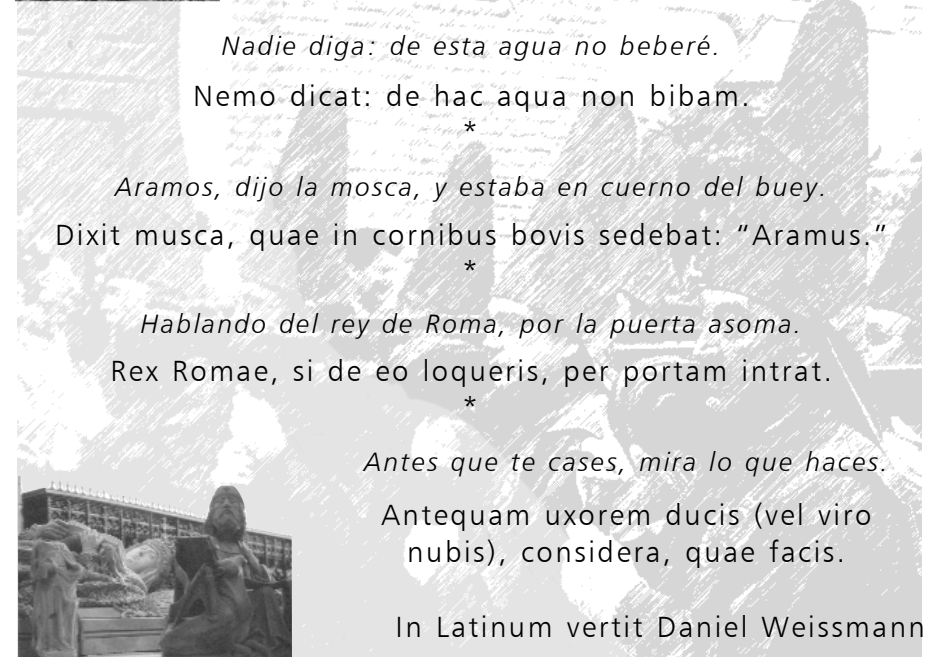 Nadie diga: de esta agua no beberé.
Nemo dicat: de hac aqua non bibam.
*
Aramos, dijo la mosca, y estaba en cuerno del buey.
Dixit musca, quae in cornibus bovis sedebat: “Aramus.”
*
Hablando del rey de Roma, por la puerta asoma.
Rex Romae, si de eo loqueris, per portam intrat.
*
Antes que te cases, mira lo que haces.
Antequam uxorem ducis (vel viro
nubis), considera, quae facis.
In Latinum vertit Daniel Weissmann